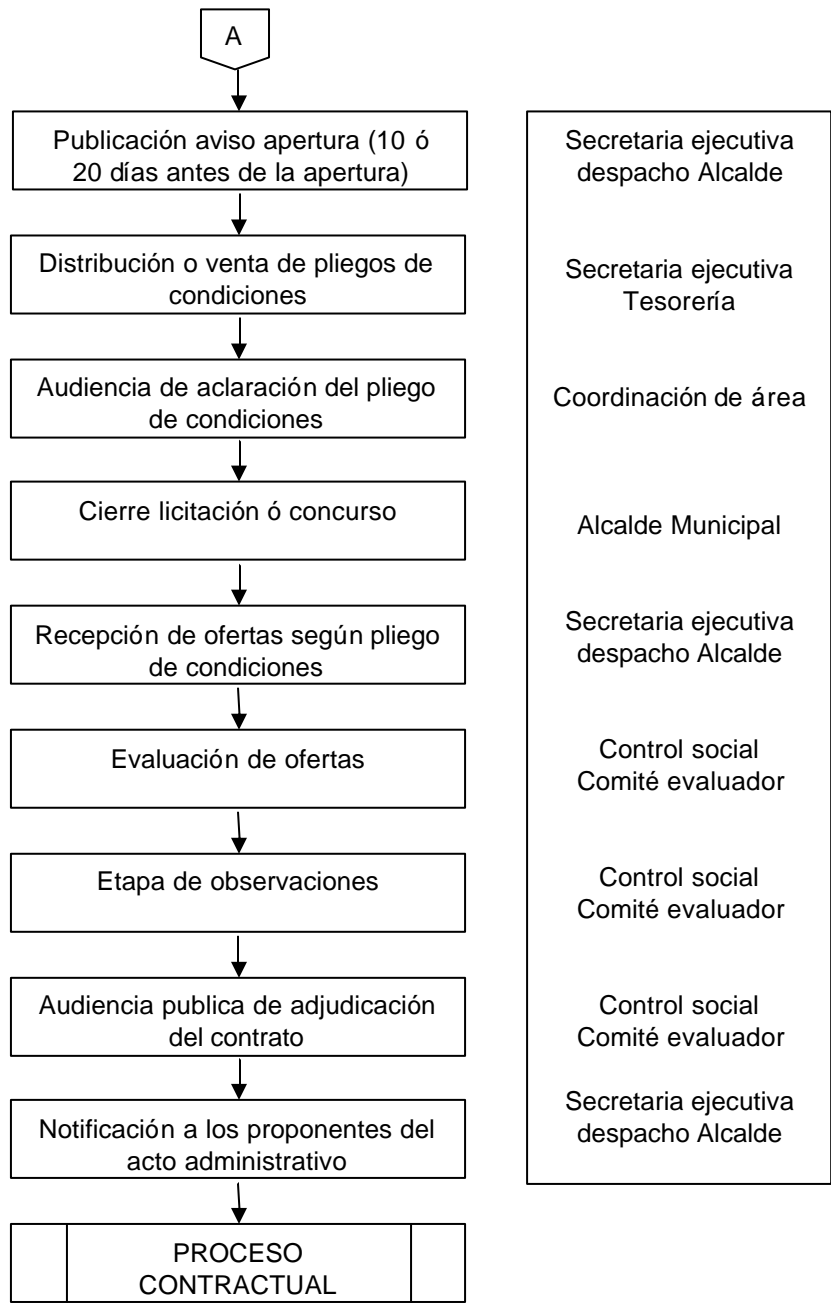 A
Publicación aviso apertura (10 ó
20 días antes de la apertura)
Secretaria ejecutiva
despacho Alcalde
Distribución o venta de pliegos de
condiciones
Secretaria ejecutiva
Tesorería
Audiencia de aclaración del pliego
de condiciones
Coordinación de área
Cierre licitación ó concurso
Alcalde Municipal
Recepción de ofertas según pliego
de condiciones
Secretaria ejecutiva
despacho Alcalde
Evaluación de ofertas
Control social
Comité evaluador
Etapa de observaciones
Control social
Comité evaluador
Audiencia publica de adjudicación
del contrato
Control social
Comité evaluador
Notificación a los proponentes del
acto administrativo
Secretaria ejecutiva
despacho Alcalde
PROCESO
CONTRACTUAL